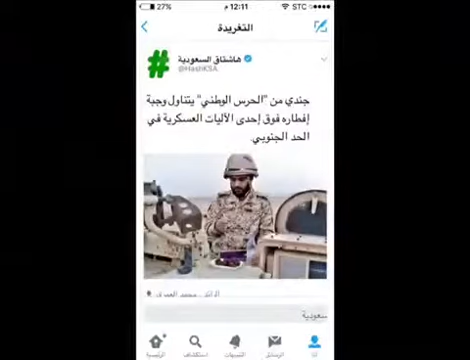 27% 12:11 م STC
التغريدة
هاشتاق السعودية
@HashKSA
جندي من "الحرس الوطني" يتناول وجبة
إفطاره فوق إحدى الآليات العسكرية في
الحد الجنوبي.
سعودية
الرئيسية استكشاف التنبيهات الرسائل أنا